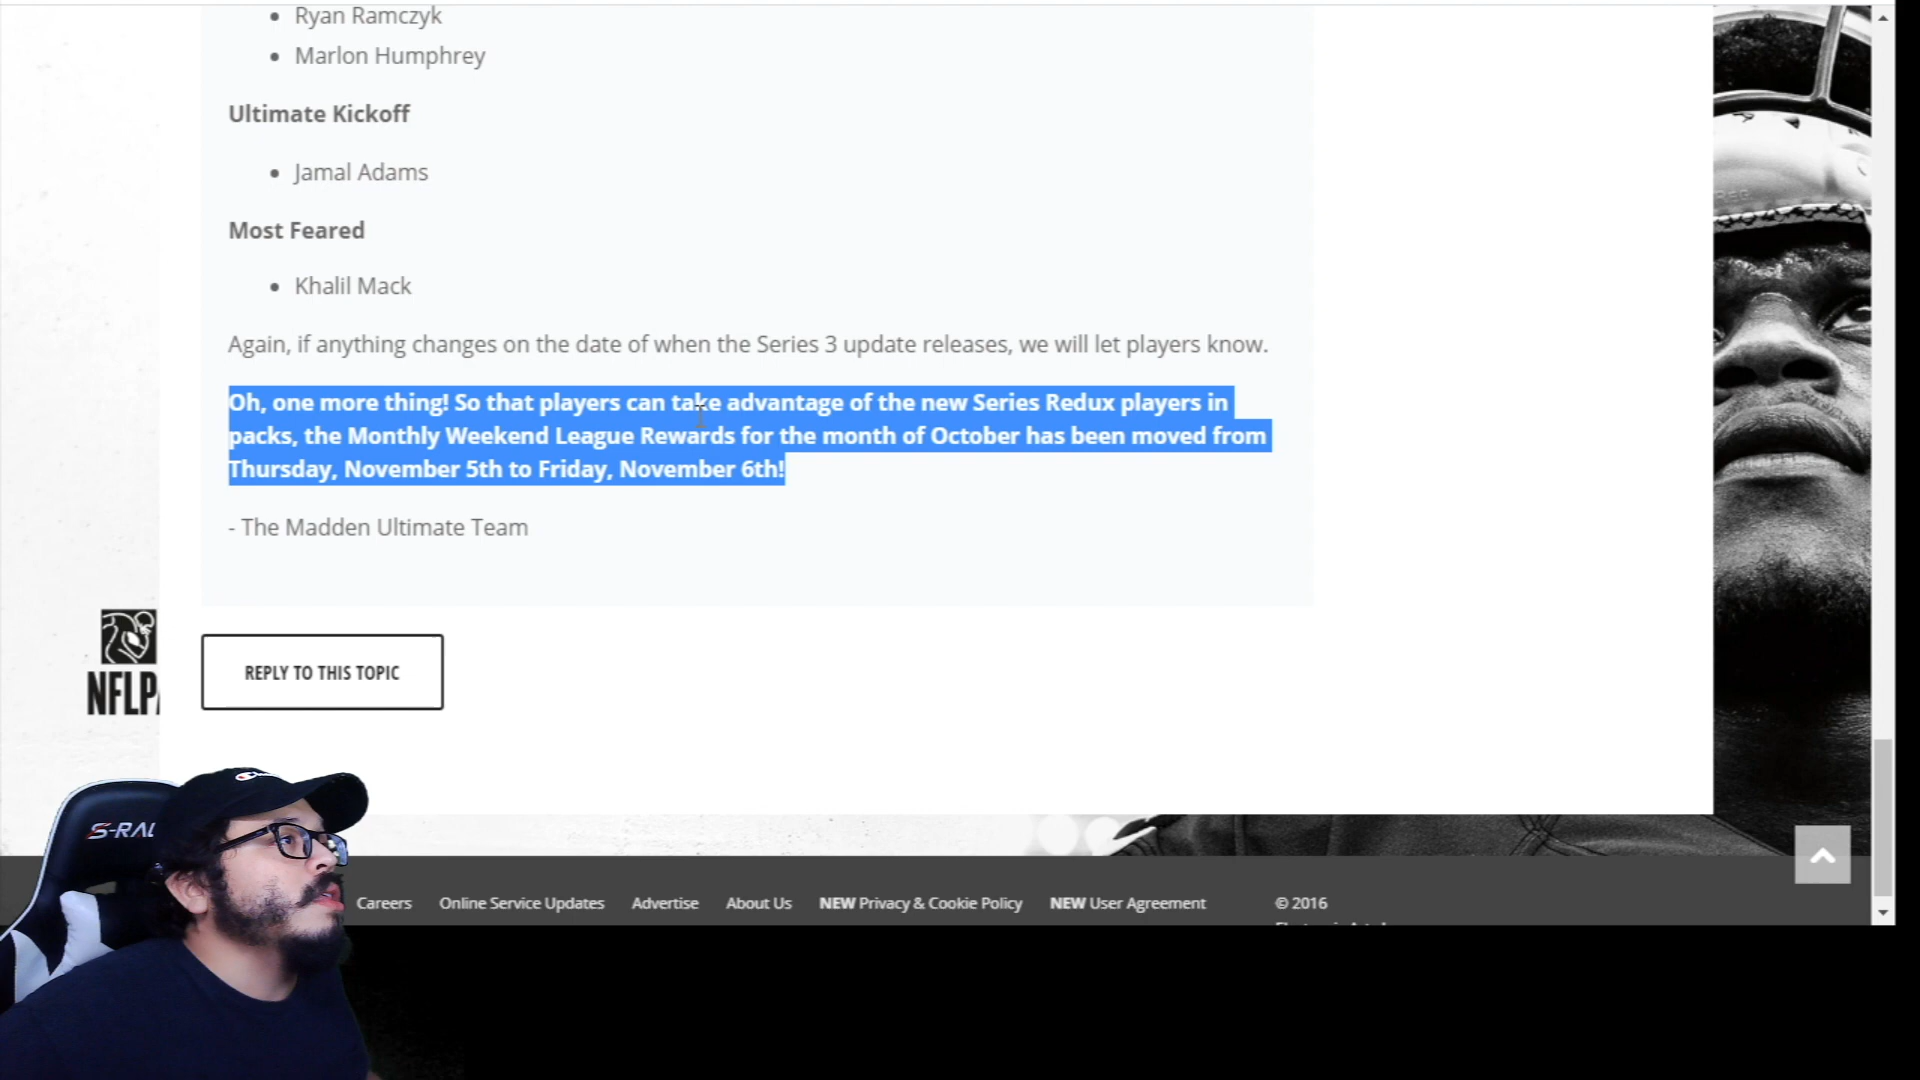 Ryan Ramczyk
Marlon Humphrey
Ultimate Kickoff
Jamal Adams
Most Feared
Khalil Mack
Again, if anything changes on the date of when the Series 3 update releases, we will let players know.
Oh, one more thing! So that players can take advantage of the new Series Redux players in
packs, the Monthly Weekend League Rewards for the month of October has been moved from
Thursday, November 5th to Friday, November 6th!
- The Madden Ultimate Team
NFLPA
REPLY TO THIS TOPIC
S-RAC
Careers Online Service Updates Advertise About Us NEW Privacy & Cookie Policy NEW User Agreement © 2016